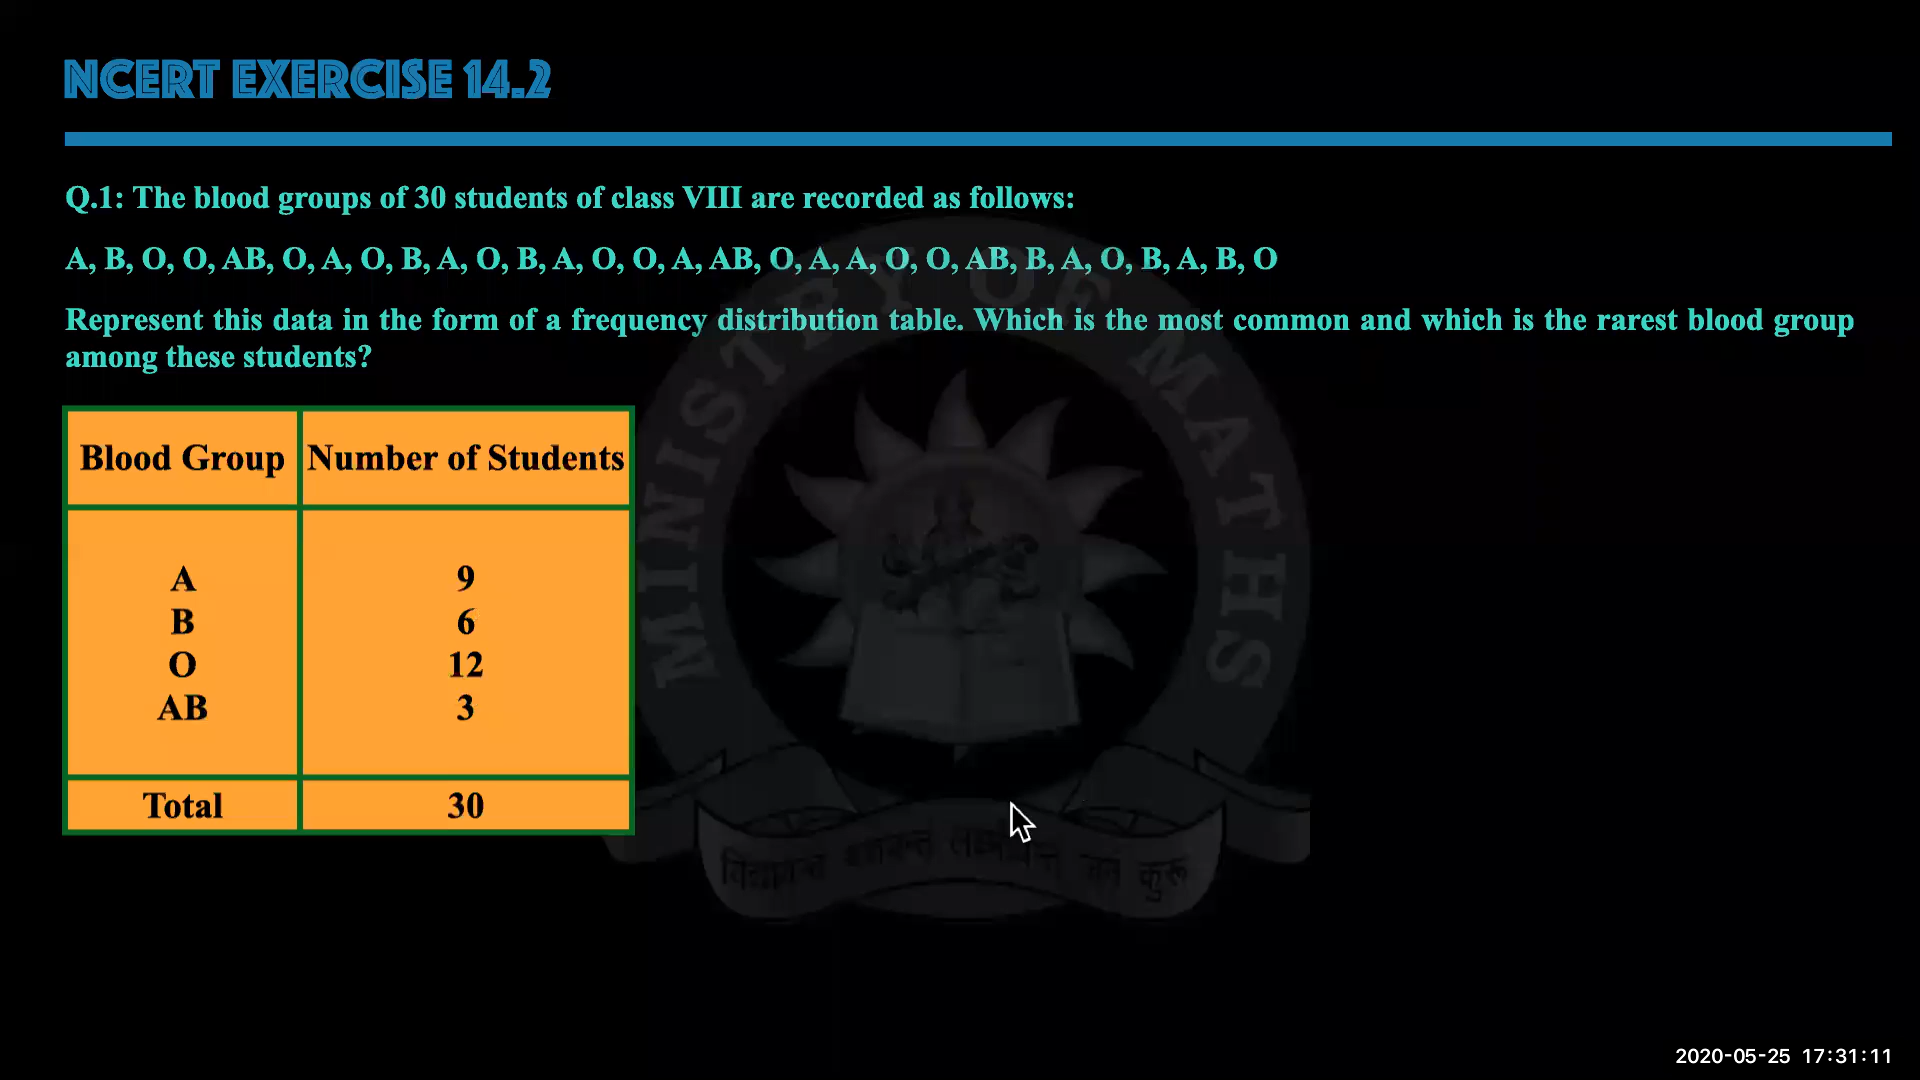 NCERT EXERCISE 14.2
Q.1: The blood groups of 30 students of class VIII are recorded as follows:
A, B, O, O, AB, O, A, O, B, A, O, B, A, O, O, A, AB, O, A, A, O, O, AB, B, A, O, B, A, B, O
Represent this data in the form of a frequency distribution table. Which is the most common and which is the rarest blood group
among these students?
Blood Group Number of Students
A 9
B 6
O 12
AB 3
Total 30
MINISTRY OF MATHS
2020-05-25 17:31:11